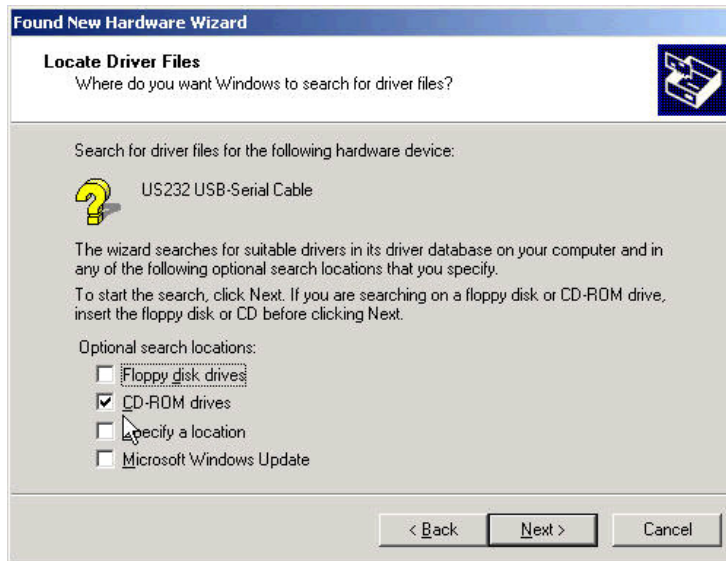 Found New Hardware Wizard
Locate Driver Files
Where do you want Windows to search for driver files?
Search for driver files for the following hardware device:
US232 USB-Serial Cable
The wizard searches for suitable drivers in its driver database on your computer and in
any of the following optional search locations that you specify.
To start the search, click Next. If you are searching on a floppy disk or CD-ROM drive,
insert the floppy disk or CD before clicking Next.
Optional search locations:
Floppy disk drives
CD-ROM drives
Specify a location
Microsoft Windows Update
< Back
Next >
Cancel